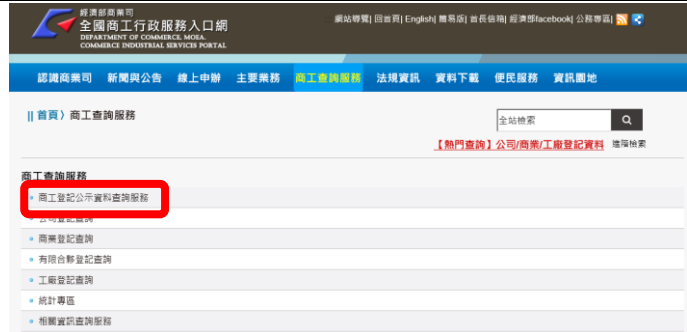 經濟部商業司
全國商工行政服務入口網
DEPARTMENT OF COMMERCE, MOEA.
COMMERCE INDUSTRIAL SERVICES PORTAL
網站導覽| 回首頁| English| 簡易版| 首長信箱| 經濟部facebook| 公務專區|
認識商業司 新聞與公告 線上申辦 主要業務 商工查詢服務 法規資訊 資料下載 便民服務 資訊園地
|| 首頁〉商工查詢服務
全站檢索
【熱門查詢】公司/商業/工廠登記資料 進階檢索
商工查詢服務
商工登記公示資料查詢服務
公司登記查詢
商業登記查詢
有限合夥登記查詢
工廠登記查詢
統計專區
相關資訊查詢服務